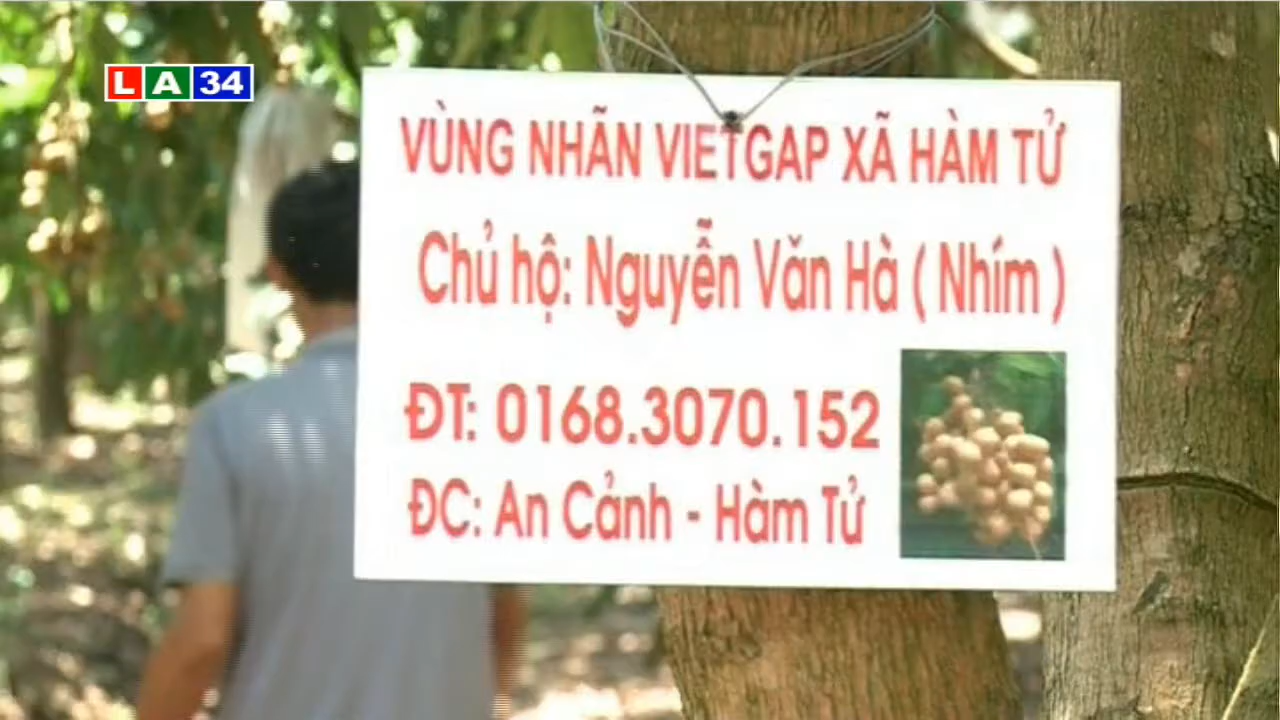 LA34
VÙNG NHÃN VIETGAP XÃ HÀM TỬ
Chủ hộ: Nguyễn Văn Hà ( Nhím )
ĐT: 0168.3070.152
ĐC: An Cảnh - Hàm Tử